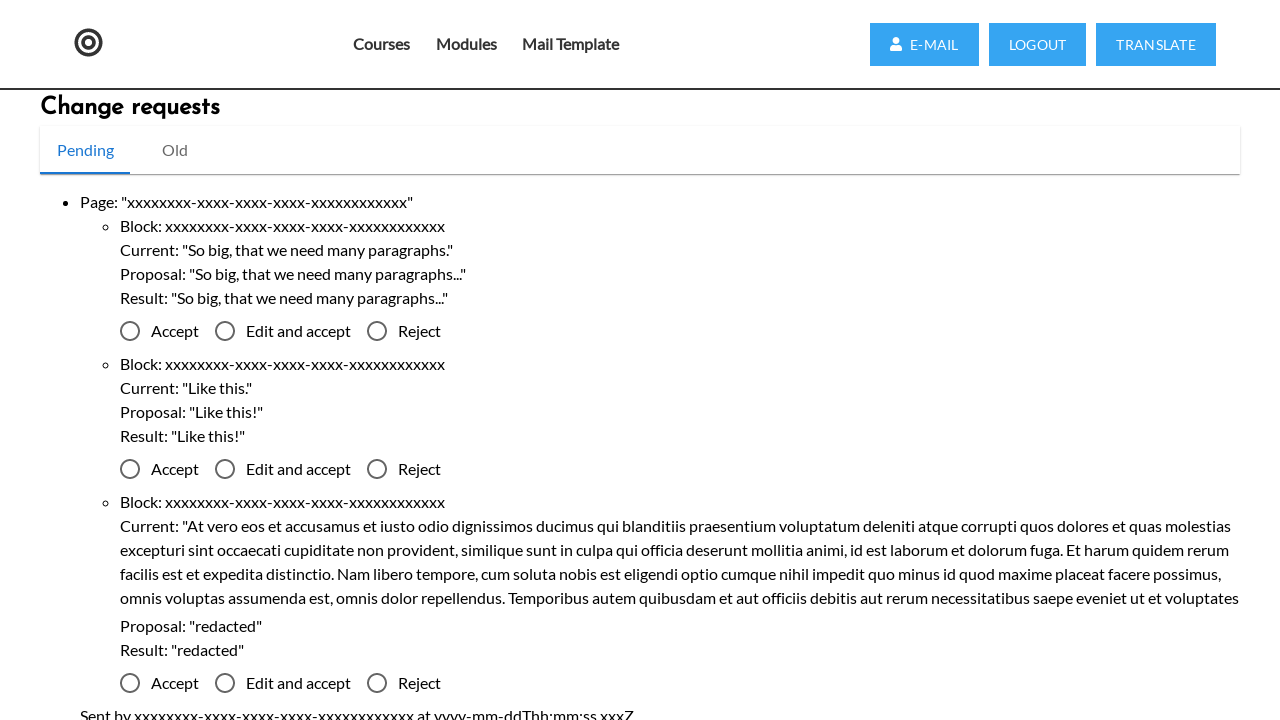 Courses Modules Mail Template E-MAIL LOGOUT TRANSLATE
Change requests
Pending Old
Page: "xxxxxxxx-xxxx-xxxx-xxxx-xxxxxxxxxxxx"
Block: xxxxxxxx-xxxx-xxxx-xxxx-xxxxxxxxxxxx
Current: "So big, that we need many paragraphs."
Proposal: "So big, that we need many paragraphs..."
Result: "So big, that we need many paragraphs..."
Accept Edit and accept Reject
Block: xxxxxxxx-xxxx-xxxx-xxxx-xxxxxxxxxxxx
Current: "Like this."
Proposal: "Like this!"
Result: "Like this!"
Accept Edit and accept Reject
Block: xxxxxxxx-xxxx-xxxx-xxxx-xxxxxxxxxxxx
Current: "At vero eos et accusamus et iusto odio dignissimos ducimus qui blanditiis praesentium voluptatum deleniti atque corrupti quos dolores et quas molestias
excepturi sint occaecati cupiditate non provident, similique sunt in culpa qui officia deserunt mollitia animi, id est laborum et dolorum fuga. Et harum quidem rerum
facilis est et expedita distinctio. Nam libero tempore, cum soluta nobis est eligendi optio cumque nihil impedit quo minus id quod maxime placeat facere possimus,
omnis voluptas assumenda est, omnis dolor repellendus. Temporibus autem quibusdam et aut officiis debitis aut rerum necessitatibus saepe eveniet ut et voluptates
Proposal: "redacted"
Result: "redacted"
Accept Edit and accept Reject
Sent by xxxxxxxx-xxxx-xxxx-xxxx-xxxxxxxxxxxx at yyyy-mm-ddThh:mm:ss.xxxZ